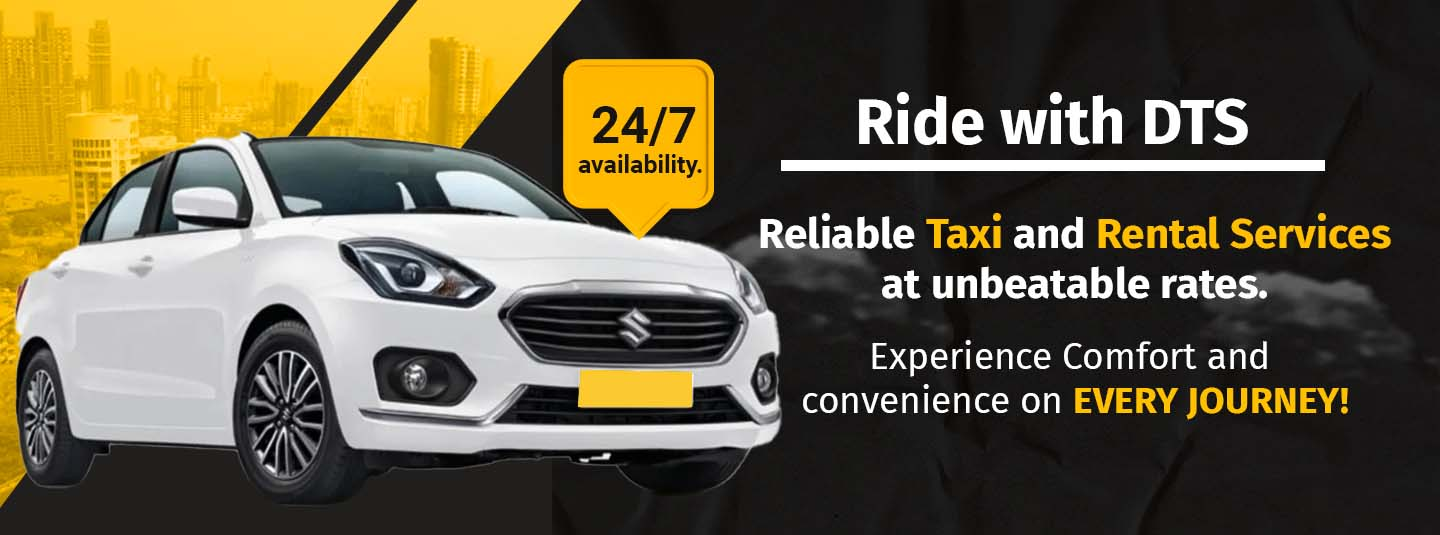 24/7
availability.
Ride with DTS
Reliable Taxi and Rental Services
at unbeatable rates.
Experience Comfort and
convenience on EVERY JOURNEY!